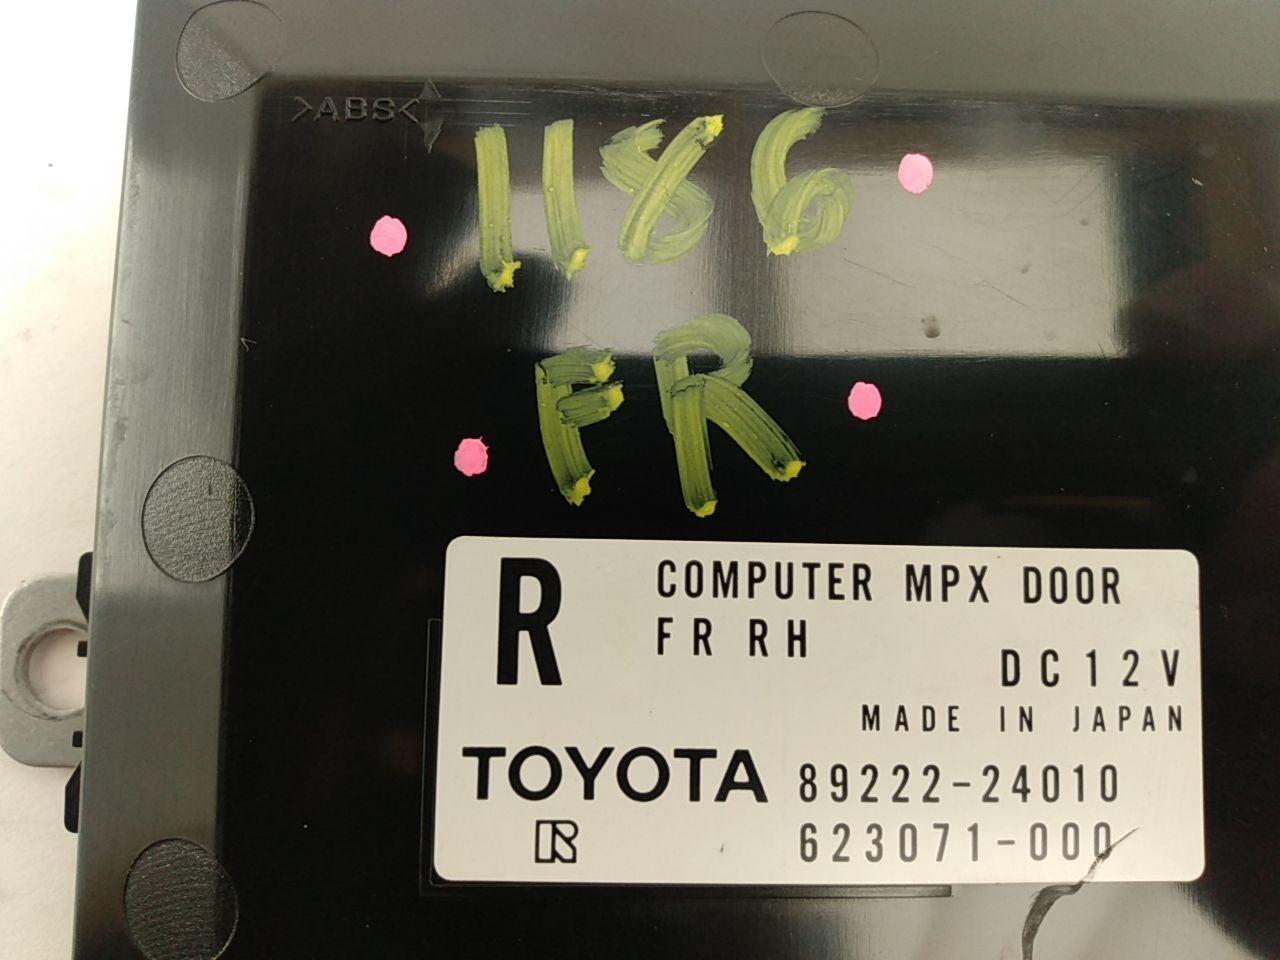 >ABS<
1186
FR
R
COMPUTER MPX DOOR
FR RH
DC12V
MADE IN JAPAN
TOYOTA 89222-24010
R 623071-000